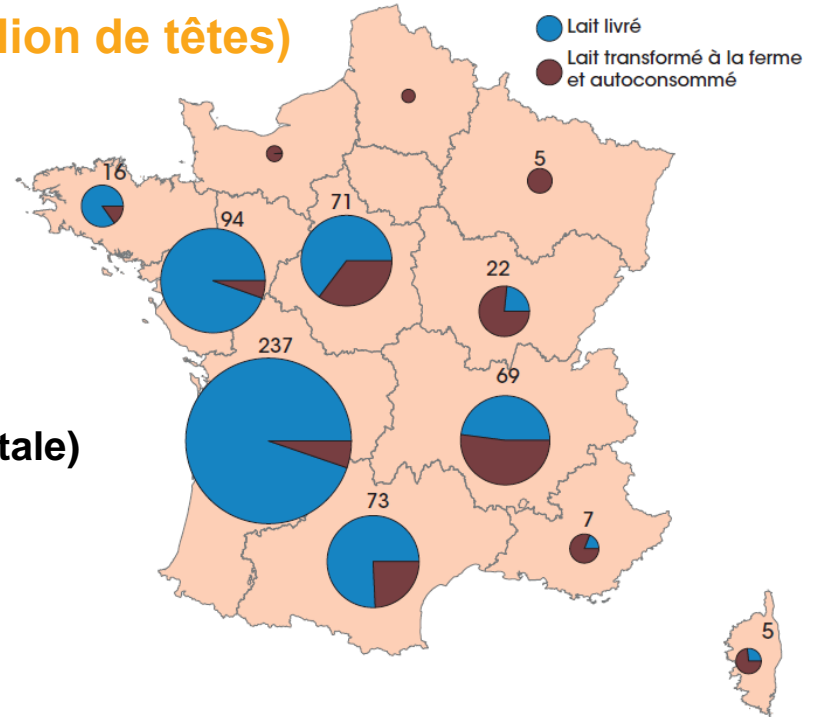 lion de têtes)
Lait livré
Lait transformé à la ferme
et autoconsommé
5
16
71
94
22
237
69
tale)
73
7
5